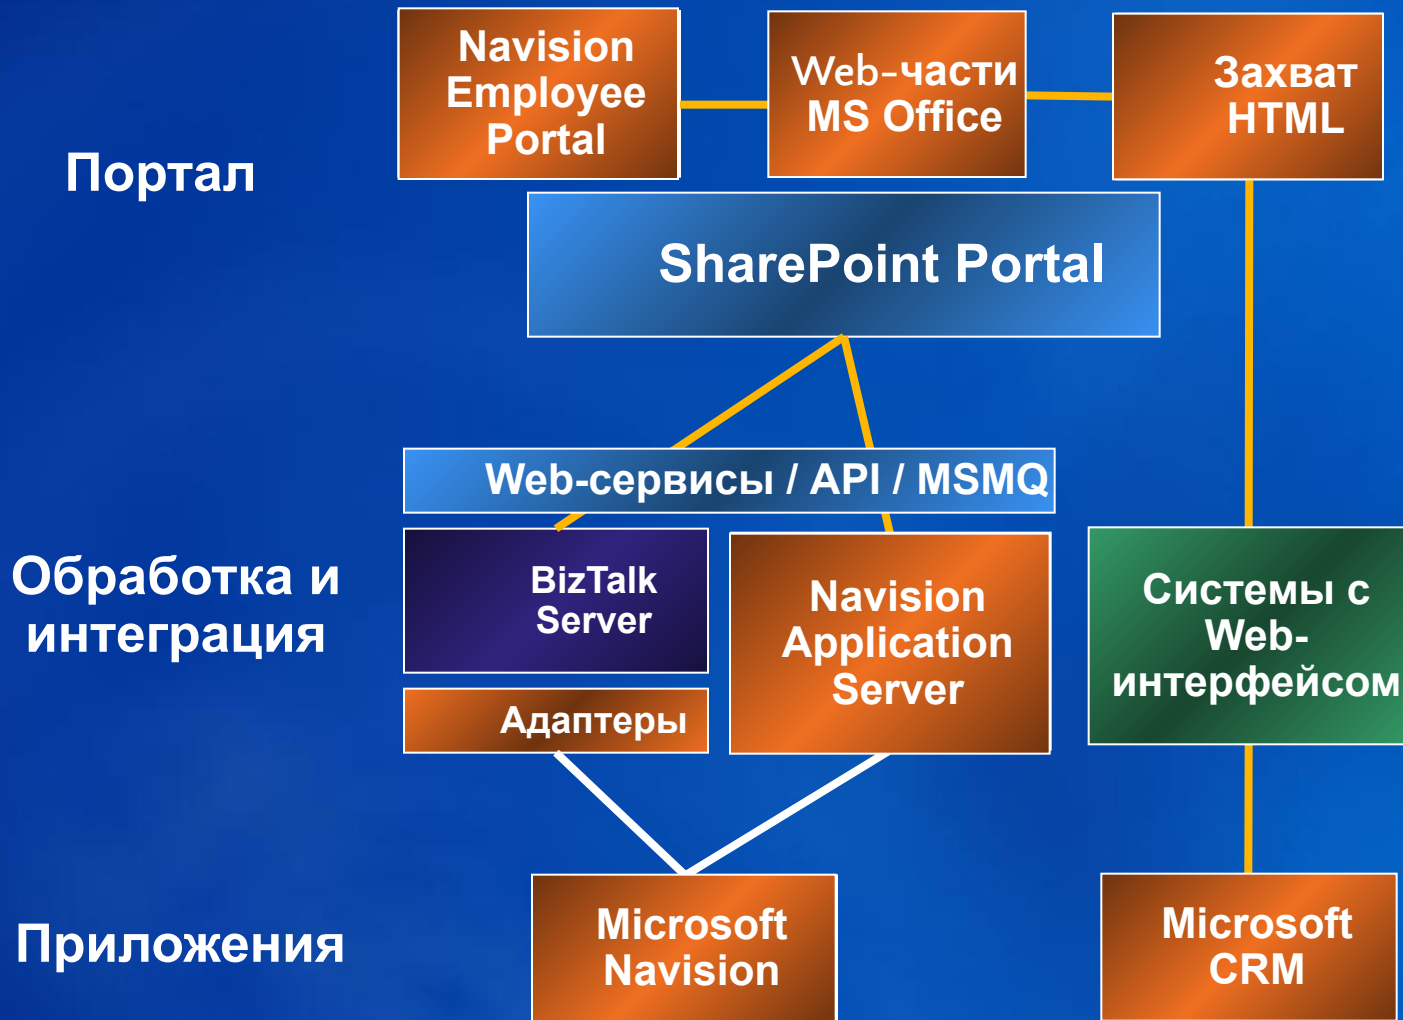 Navision
Employee
Portal
Web-части
MS Office
Захват
HTML
Портал
SharePoint Portal
Web-сервисы / API / MSMQ
Обработка и
интеграция
BizTalk
Server
Navision
Application
Server
Системы с
Web-
интерфейсом
Адаптеры
Приложения
Microsoft
Navision
Microsoft
CRM